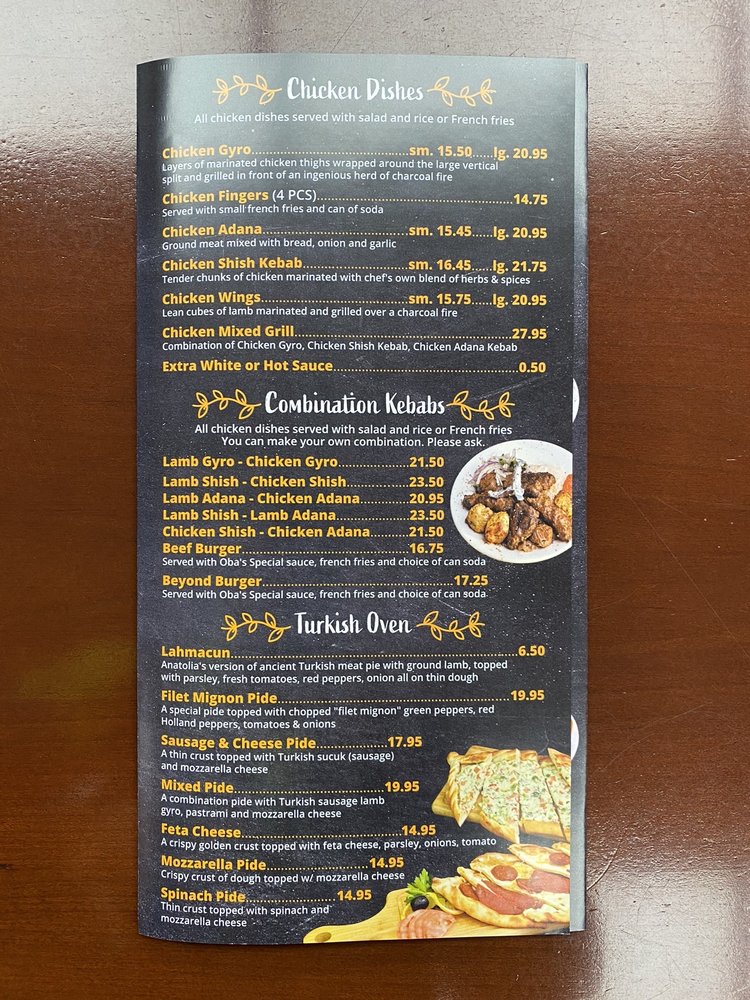 Chicken Dishes
All chicken dishes served with salad and rice or French fries
Chicken Gyro......sm. 15.50......lg. 20.95
Layers of marinated chicken thighs wrapped around the large vertical
split and grilled in front of an ingenious herd of charcoal fire
Chicken Fingers (4 PCS)......14.75
Served with small french fries and can of soda
Chicken Adana......sm. 15.45......lg. 20.95
Ground meat mixed with bread, onion and garlic
Chicken Shish Kebab......sm. 16.45......lg. 21.75
Tender chunks of chicken marinated with chef's own blend of herbs & spices
Chicken Wings......sm. 15.75......lg. 20.95
Lean cubes of lamb marinated and grilled over a charcoal fire
Chicken Mixed Grill......27.95
Combination of Chicken Gyro, Chicken Shish Kebab, Chicken Adana Kebab
Extra White or Hot Sauce......0.50
Combination Kebabs
All chicken dishes served with salad and rice or French fries
You can make your own combination. Please ask.
Lamb Gyro - Chicken Gyro......21.50
Lamb Shish - Chicken Shish......23.50
Lamb Adana - Chicken Adana......20.95
Lamb Shish - Lamb Adana......23.50
Chicken Shish - Chicken Adana......21.50
Beef Burger......16.75
Served with Oba's Special sauce, french fries and choice of can soda
Beyond Burger......17.25
Served with Oba's Special sauce, french fries and choice of can soda
Turkish Oven
Lahmacun......6.50
Anatolia's version of ancient Turkish meat pie with ground lamb, topped
with parsley, fresh tomatoes, red peppers, onion all on thin dough
Filet Mignon Pide......19.95
A special pide topped with chopped "filet mignon" green peppers, red
Holland peppers, tomatoes & onions
Sausage & Cheese Pide......17.95
A thin crust topped with Turkish sucuk (sausage)
and mozzarella cheese
Mixed Pide......19.95
A combination pide with Turkish sausage lamb
gyro, pastrami and mozzarella cheese
Feta Cheese......14.95
A crispy golden crust topped with feta cheese, parsley, onions, tomato
Mozzarella Pide......14.95
Crispy crust of dough topped w/ mozzarella cheese
Spinach Pide......14.95
Thin crust topped with spinach and
mozzarella cheese